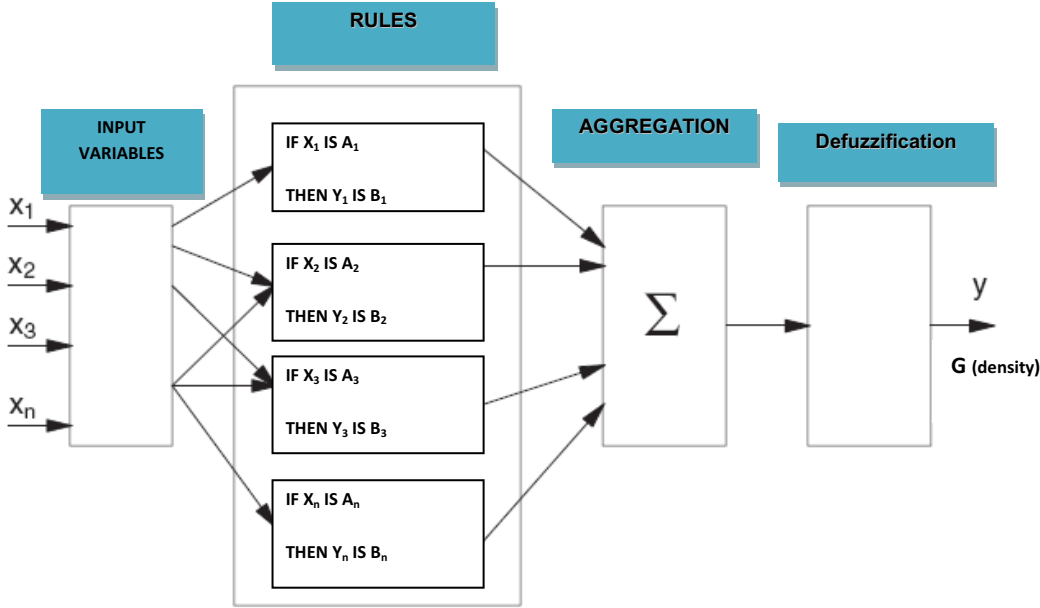 RULES
INPUT
VARIABLES
AGGREGATION
Defuzzification
x₁
x₂
x₃
xₙ
IF X₁ IS A₁
THEN Y₁ IS B₁
IF X₂ IS A₂
THEN Y₂ IS B₂
IF X₃ IS A₃
THEN Y₃ IS B₃
IF Xₙ IS Aₙ
THEN Yₙ IS Bₙ
Σ
y
G (density)